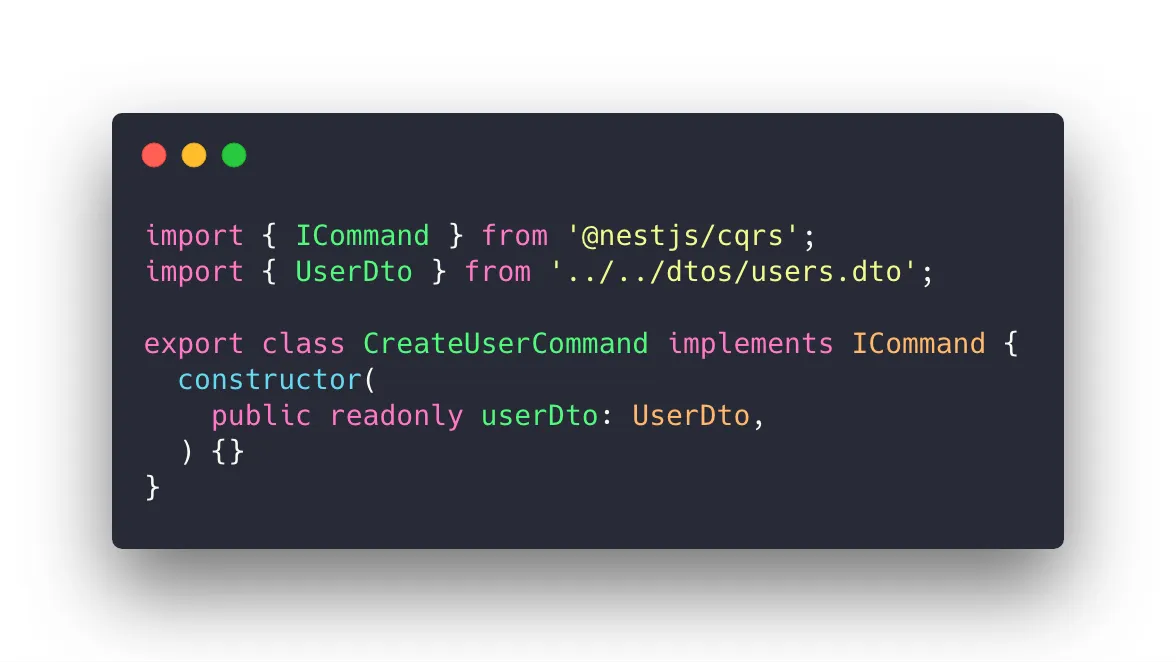 import { ICommand } from '@nestjs/cqrs';
import { UserDto } from '../../dtos/users.dto';

export class CreateUserCommand implements ICommand {
  constructor(
    public readonly userDto: UserDto,
  ) {}
}